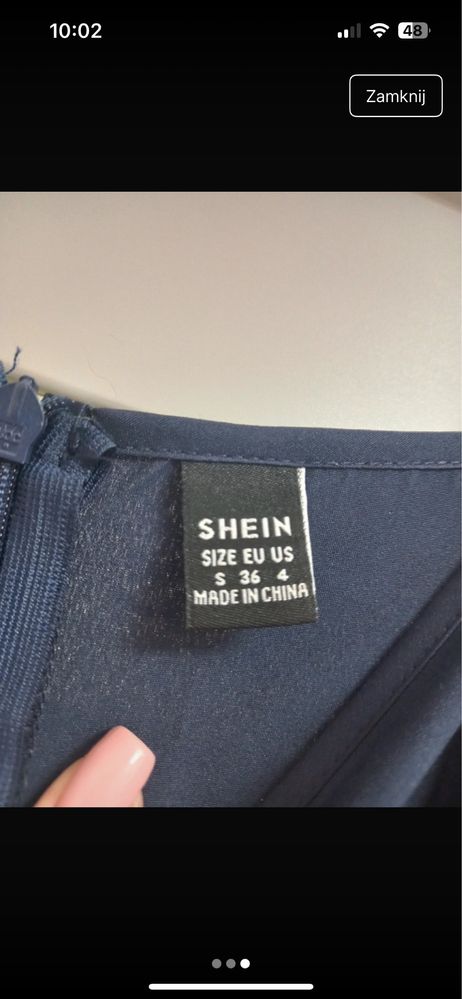 10:02
48
Zamknij
SHEIN
SIZE EU US
S 36 4
MADE IN CHINA